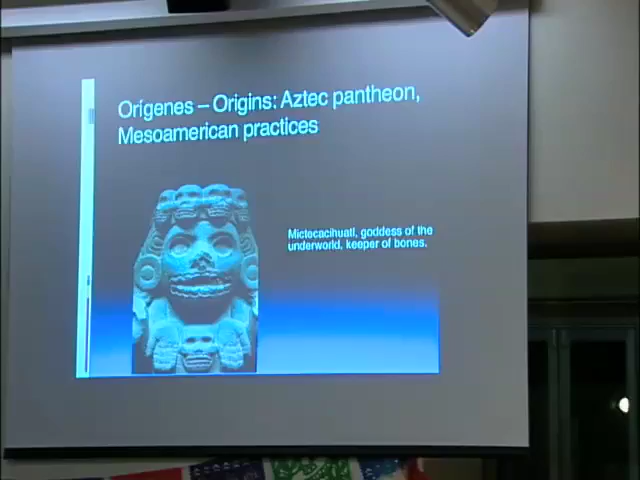 Orígenes – Origins: Aztec pantheon,
Mesoamerican practices
Mictecacihuatl, goddess of the
underworld, keeper of bones.